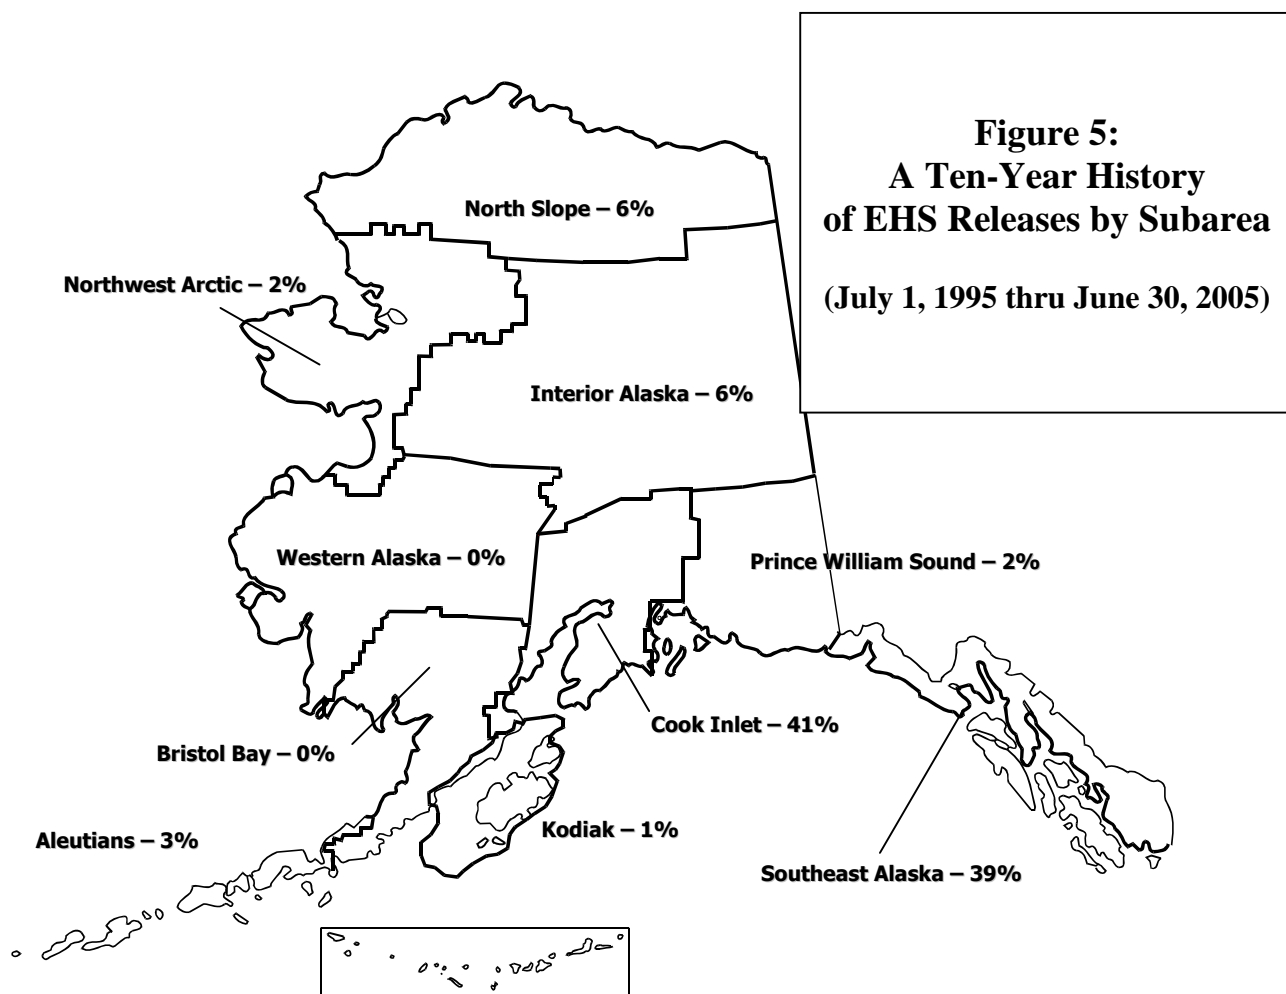 Figure 5:
A Ten-Year History
of EHS Releases by Subarea
(July 1, 1995 thru June 30, 2005)
North Slope – 6%
Northwest Arctic – 2%
Interior Alaska – 6%
Western Alaska – 0%
Prince William Sound – 2%
Cook Inlet – 41%
Bristol Bay – 0%
Kodiak – 1%
Aleutians – 3%
Southeast Alaska – 39%